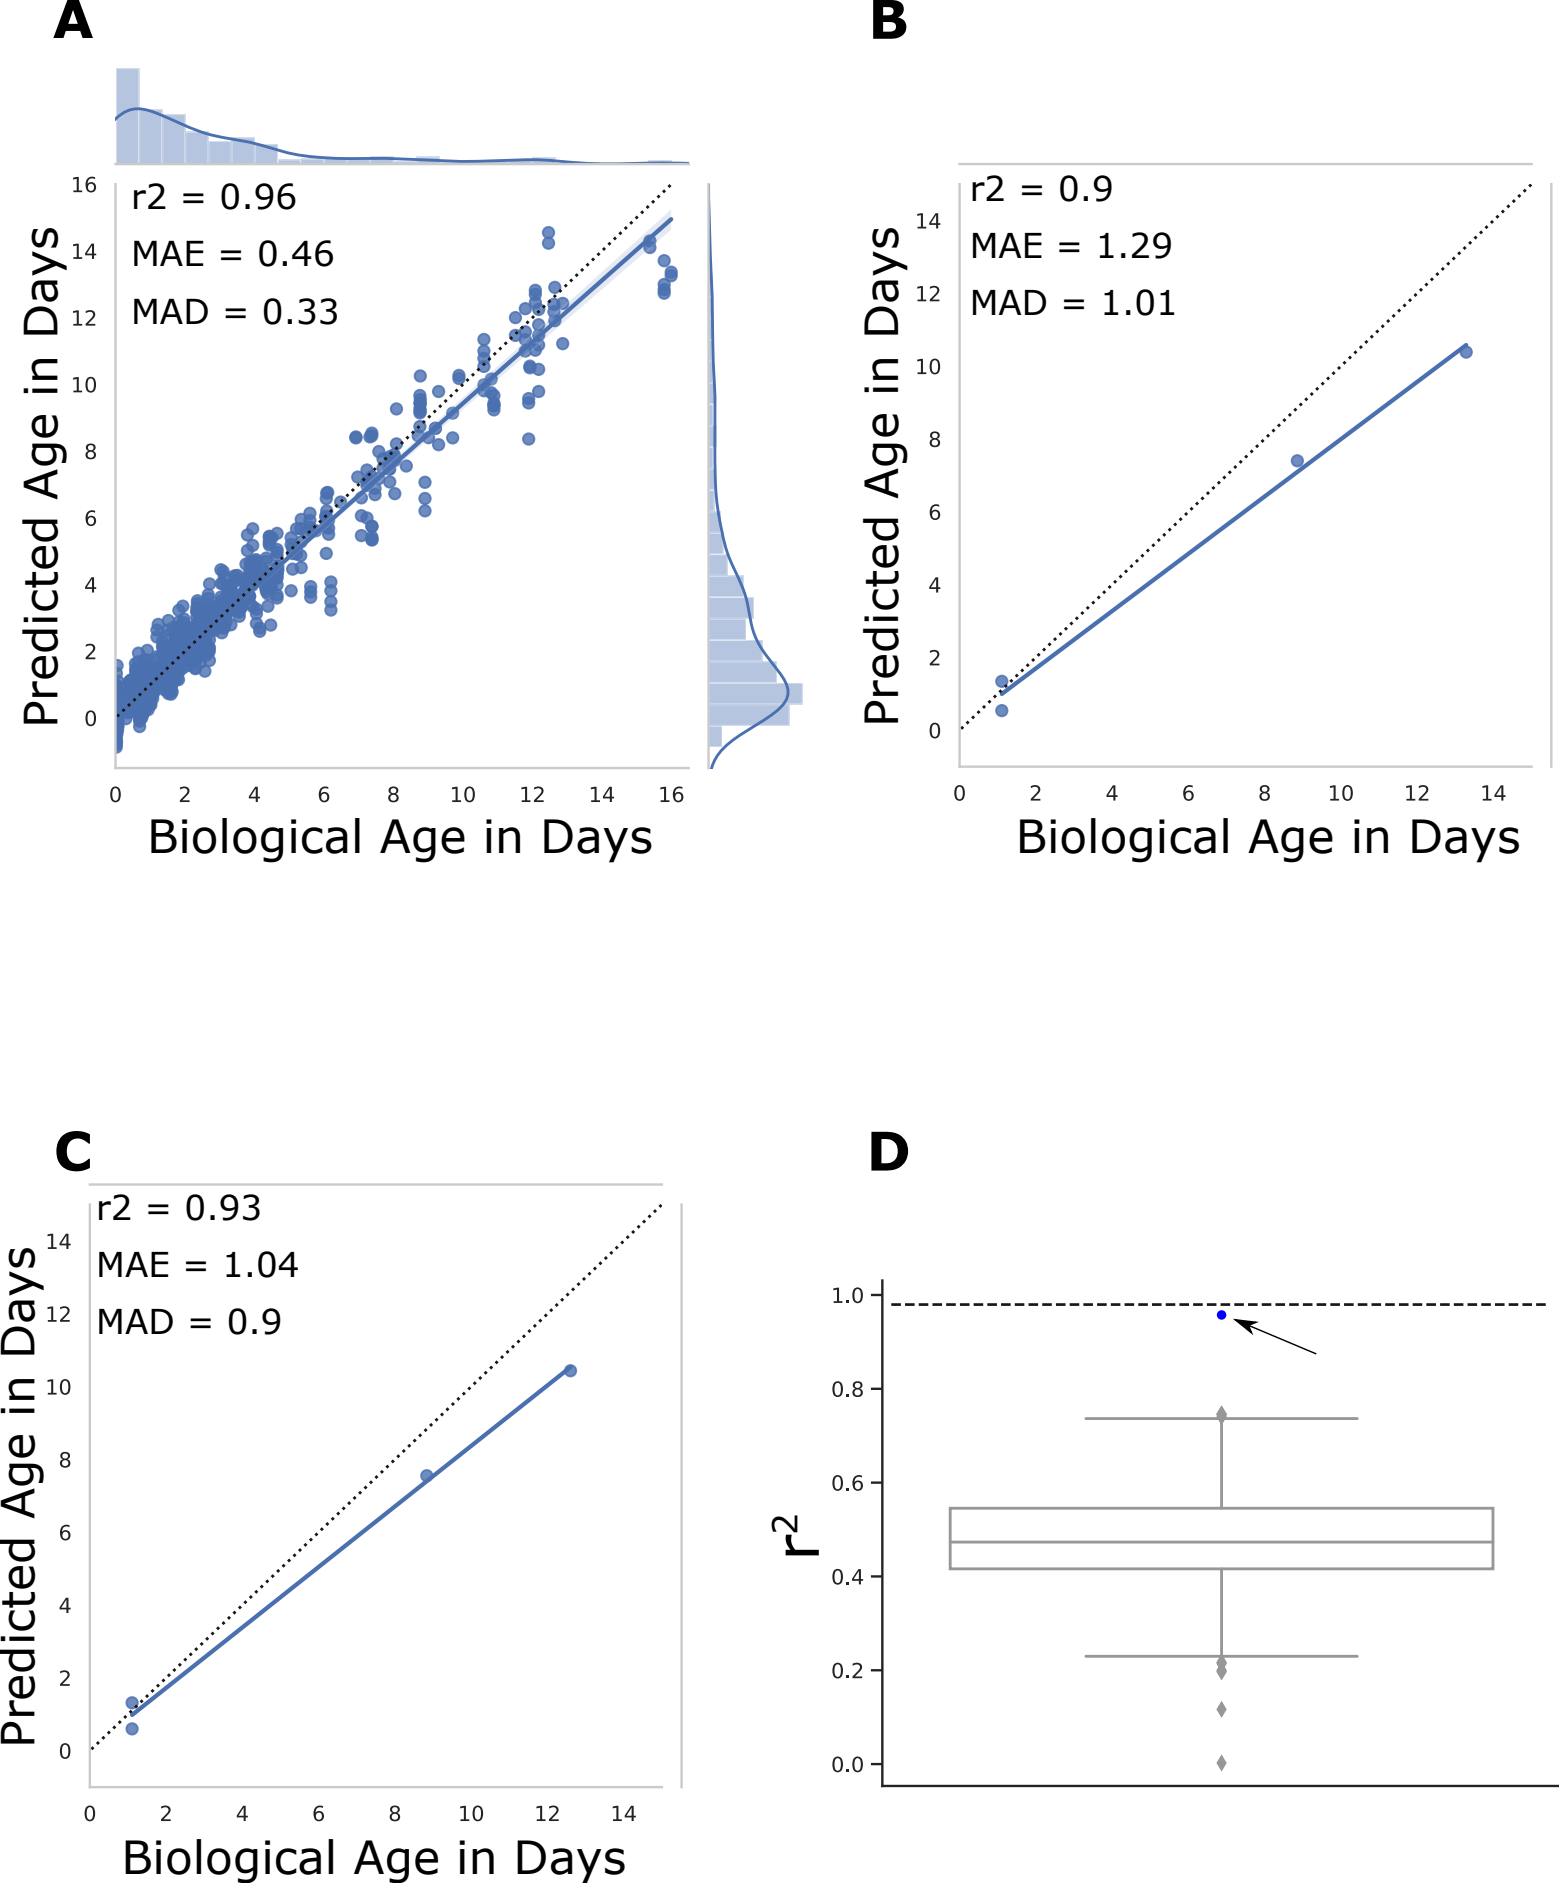 A
r2 = 0.96
MAE = 0.46
MAD = 0.33
16
14
12
10
8
6
4
2
0
Predicted Age in Days
0 2 4 6 8 10 12 14 16
Biological Age in Days
B
r2 = 0.9
MAE = 1.29
MAD = 1.01
14
12
10
8
6
4
2
0
Predicted Age in Days
0 2 4 6 8 10 12 14
Biological Age in Days
C
r2 = 0.93
MAE = 1.04
MAD = 0.9
14
12
10
8
6
4
2
0
Predicted Age in Days
0 2 4 6 8 10 12 14
Biological Age in Days
D
1.0
0.8
0.6
0.4
0.2
0.0
r²